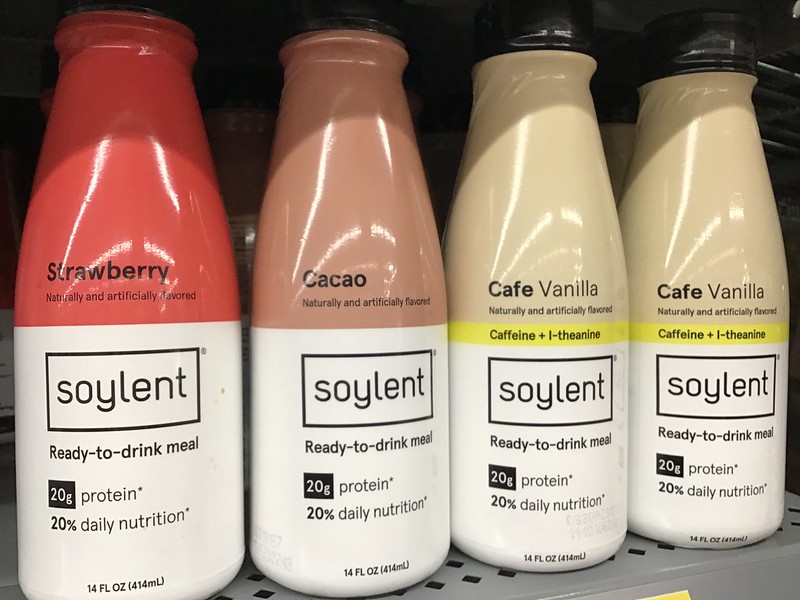 Strawberry
Naturally and artificially flavored
soylent®
Ready-to-drink meal
20g protein*
20% daily nutrition*
14 FL OZ (414mL)
Cacao
Naturally and artificially flavored
soylent®
Ready-to-drink meal
20g protein*
20% daily nutrition*
14 FL OZ (414mL)
Cafe Vanilla
Naturally and artificially flavored
Caffeine + l-theanine
soylent®
Ready-to-drink meal
20g protein*
20% daily nutrition*
14 FL OZ (414mL)
Cafe Vanilla
Naturally and artificially flavored
Caffeine + l-theanine
soylent®
Ready-to-drink meal
20g protein*
20% daily nutrition*
14 FL OZ (414mL)